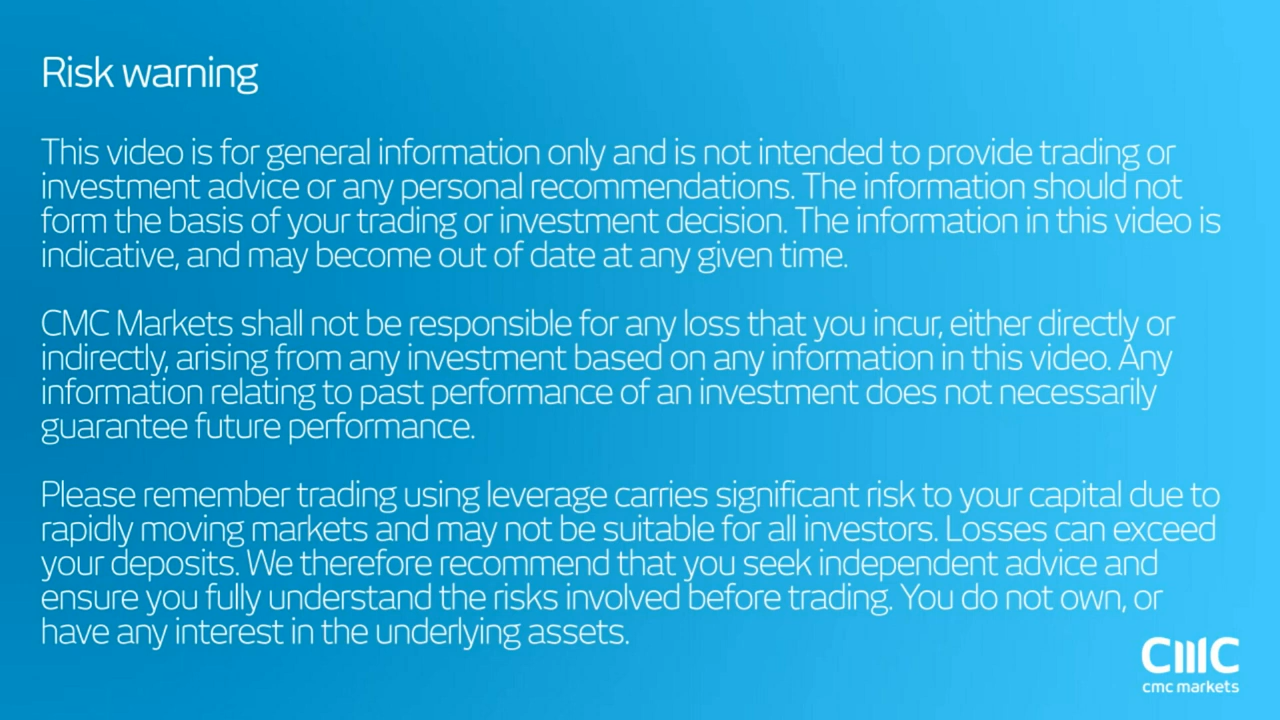 Risk warning
This video is for general information only and is not intended to provide trading or
investment advice or any personal recommendations. The information should not
form the basis of your trading or investment decision. The information in this video is
indicative, and may become out of date at any given time.
CMC Markets shall not be responsible for any loss that you incur, either directly or
indirectly, arising from any investment based on any information in this video. Any
information relating to past performance of an investment does not necessarily
guarantee future performance.
Please remember trading using leverage carries significant risk to your capital due to
rapidly moving markets and may not be suitable for all investors. Losses can exceed
your deposits. We therefore recommend that you seek independent advice and
ensure you fully understand the risks involved before trading. You do not own, or
have any interest in the underlying assets.
CMC
cmc markets